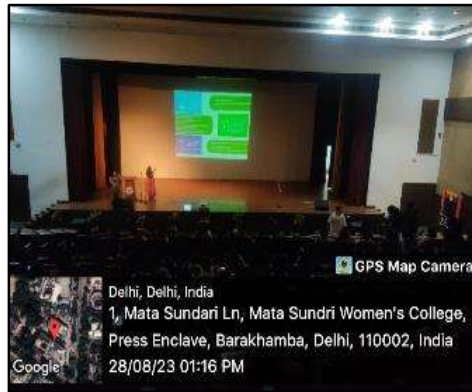 GPS Map Camera
Delhi, Delhi, India
1, Mata Sundari Ln, Mata Sundri Women's College,
Press Enclave, Barakhamba, Delhi, 110002, India
28/08/23 01:16 PM
Google